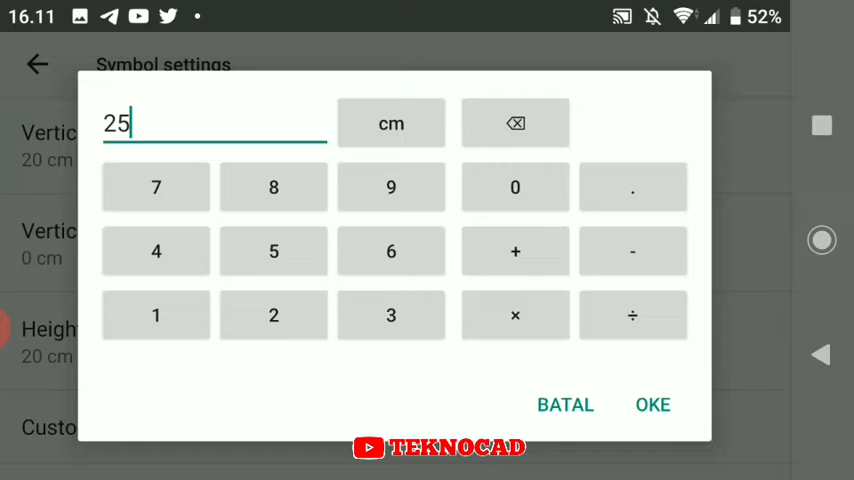 16.11 52%
Symbol settings
Vertic
20 cm
Vertic
0 cm
Height
20 cm
Custo
25 cm
7 8 9 0 .
4 5 6 + -
1 2 3 × ÷
BATAL OKE
TEKNOCAD